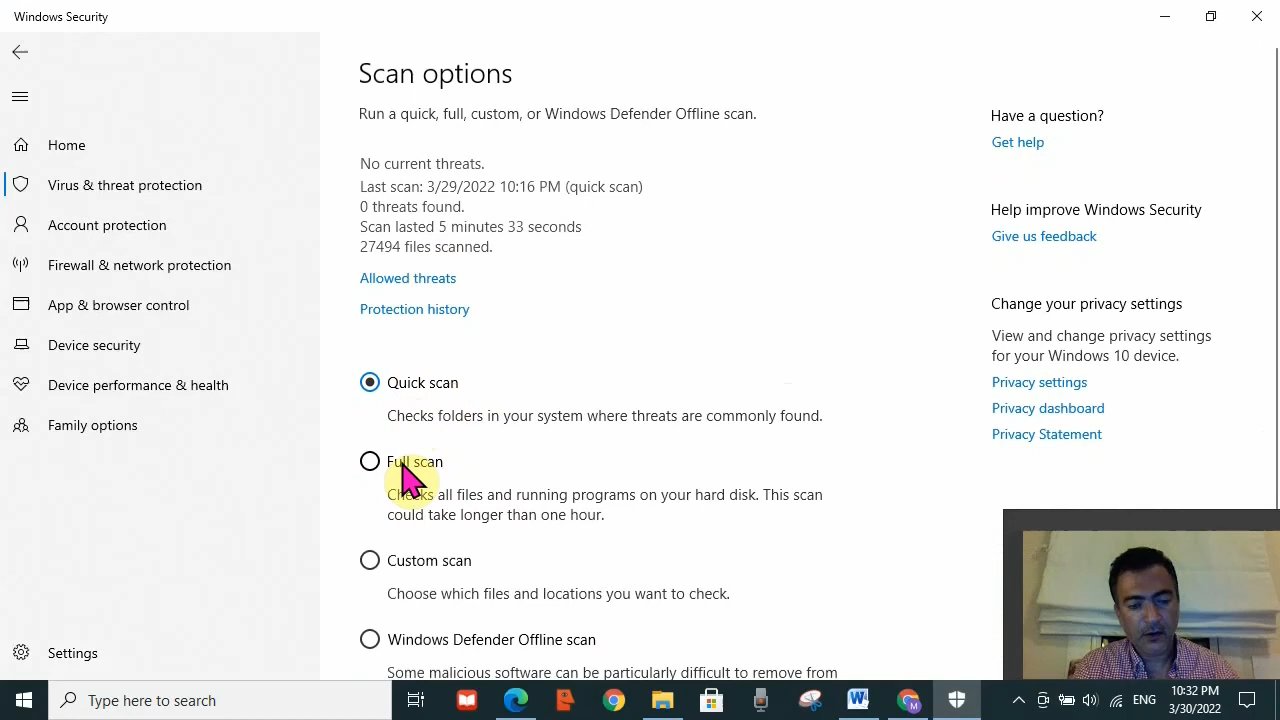 Windows Security
Scan options
Run a quick, full, custom, or Windows Defender Offline scan.
No current threats.
Last scan: 3/29/2022 10:16 PM (quick scan)
0 threats found.
Scan lasted 5 minutes 33 seconds
27494 files scanned.
Allowed threats
Protection history
Quick scan
Checks folders in your system where threats are commonly found.
Full scan
Checks all files and running programs on your hard disk. This scan
could take longer than one hour.
Custom scan
Choose which files and locations you want to check.
Windows Defender Offline scan
Some malicious software can be particularly difficult to remove from
Home
Virus & threat protection
Account protection
Firewall & network protection
App & browser control
Device security
Device performance & health
Family options
Settings
Have a question?
Get help
Help improve Windows Security
Give us feedback
Change your privacy settings
View and change privacy settings
for your Windows 10 device.
Privacy settings
Privacy dashboard
Privacy Statement
Type here to search
W
M
ENG
10:32 PM
3/30/2022